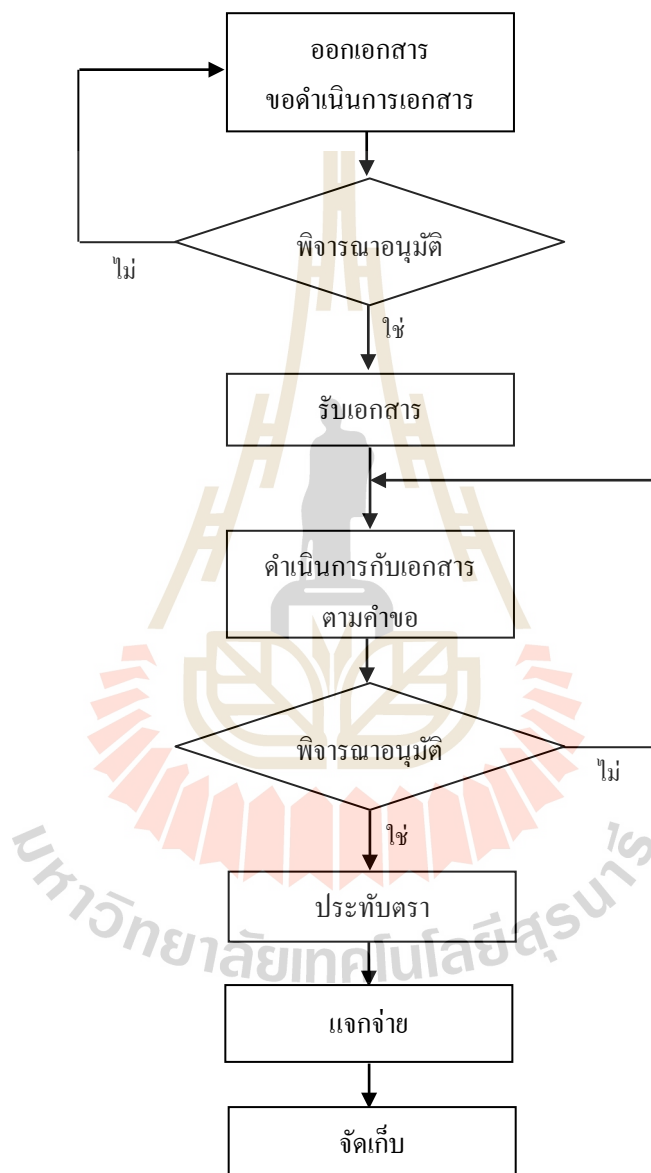 ออกเอกสาร
ขอดำเนินการเอกสาร
พิจารณาอนุมัติ
ไม่
ใช่
รับเอกสาร
ดำเนินการกับเอกสาร
ตามคำขอ
พิจารณาอนุมัติ
ไม่
ใช่
ประทับตรา
มหาวิทยาลัยเทคโนโลยีสุรนารี
แจกจ่าย
จัดเก็บ